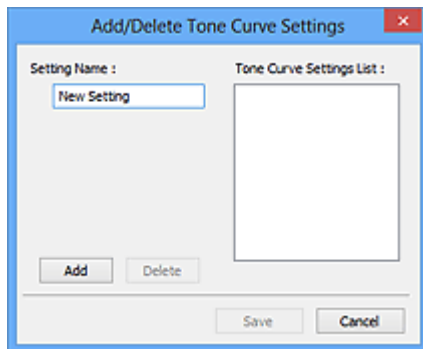 Add/Delete Tone Curve Settings
Setting Name :
New Setting
Tone Curve Settings List :
Add
Delete
Save
Cancel